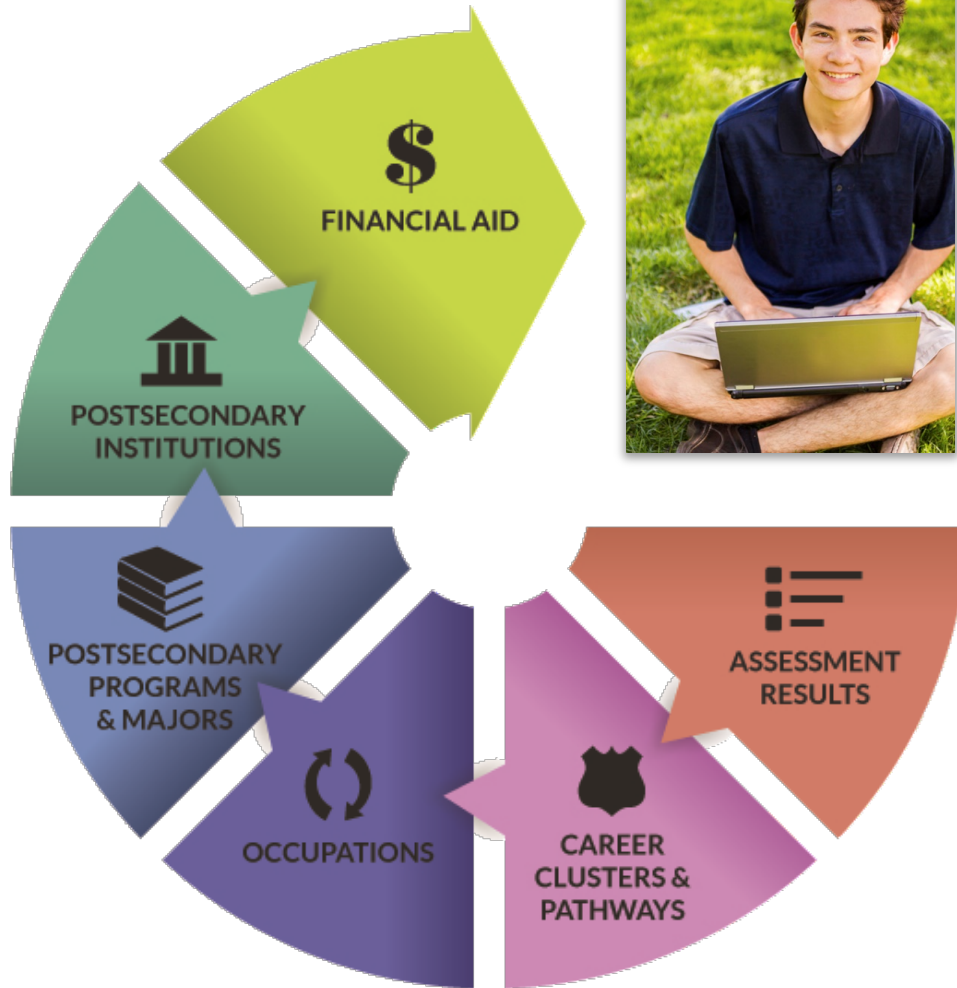 $
FINANCIAL AID
POSTSECONDARY
INSTITUTIONS
POSTSECONDARY
PROGRAMS
& MAJORS
OCCUPATIONS
CAREER
CLUSTERS &
PATHWAYS
ASSESSMENT
RESULTS